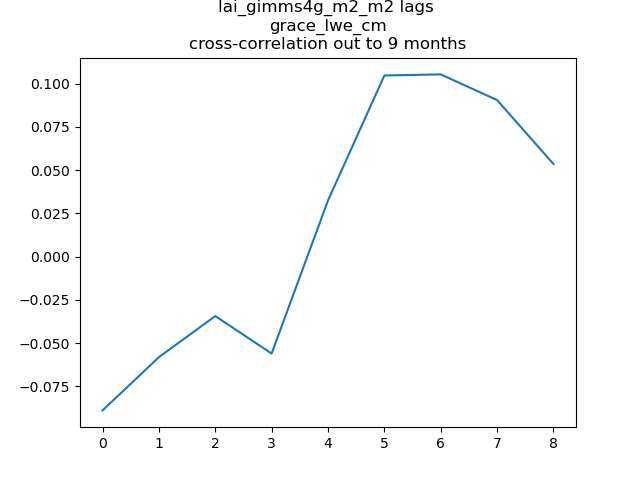 lai_gimms4g_m2_m2 lags
grace_lwe_cm
cross-correlation out to 9 months
0.100
0.075
0.050
0.025
0.000
−0.025
−0.050
−0.075
0 1 2 3 4 5 6 7 8